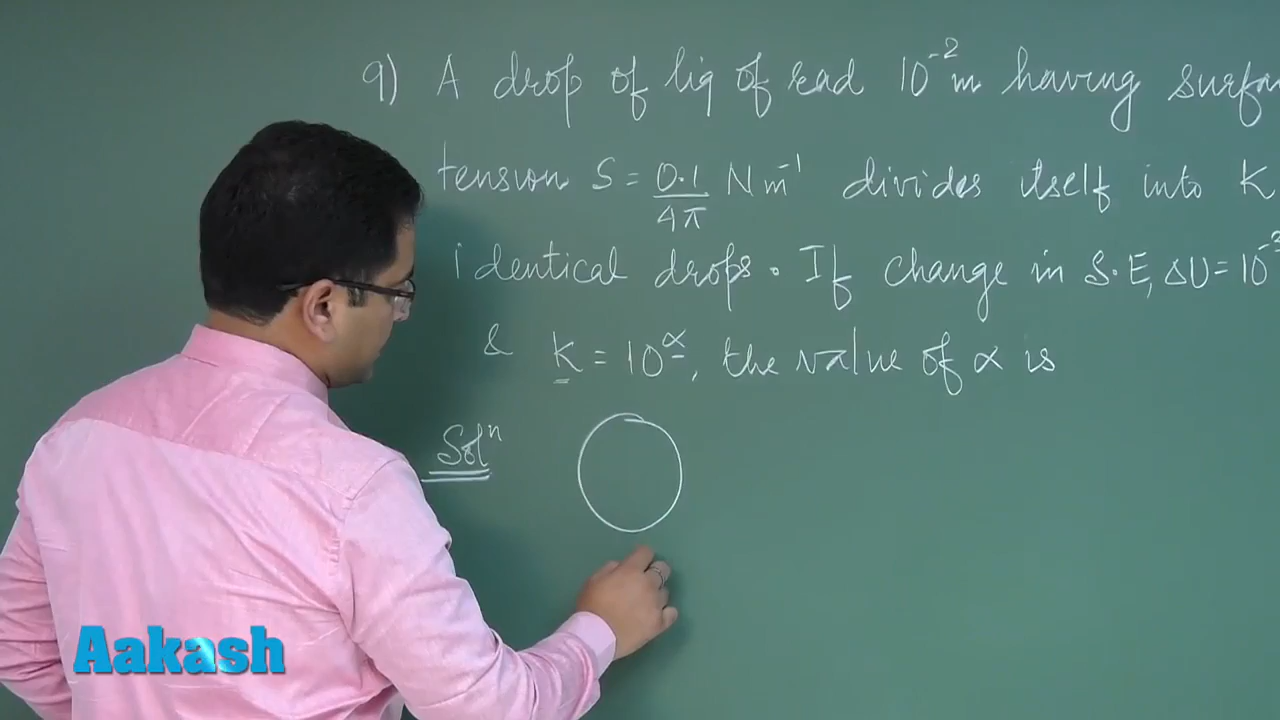 9) A drop of liq of rad 10⁻² m having surfa
tension S = 0.1/4π N m⁻¹ divides itself into K
identical drops. If change in S.E, ΔU = 10⁻³
& K = 10^α, the value of α is
Solⁿ
Aakash